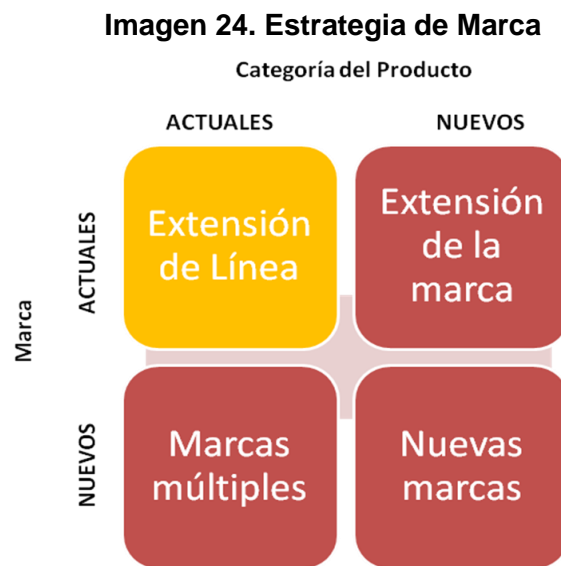 Imagen 24. Estrategia de Marca
Categoría del Producto
ACTUALES
NUEVOS
Marca
ACTUALES
Extensión
de Línea
Extensión
de la
marca
NUEVOS
Marcas
múltiples
Nuevas
marcas